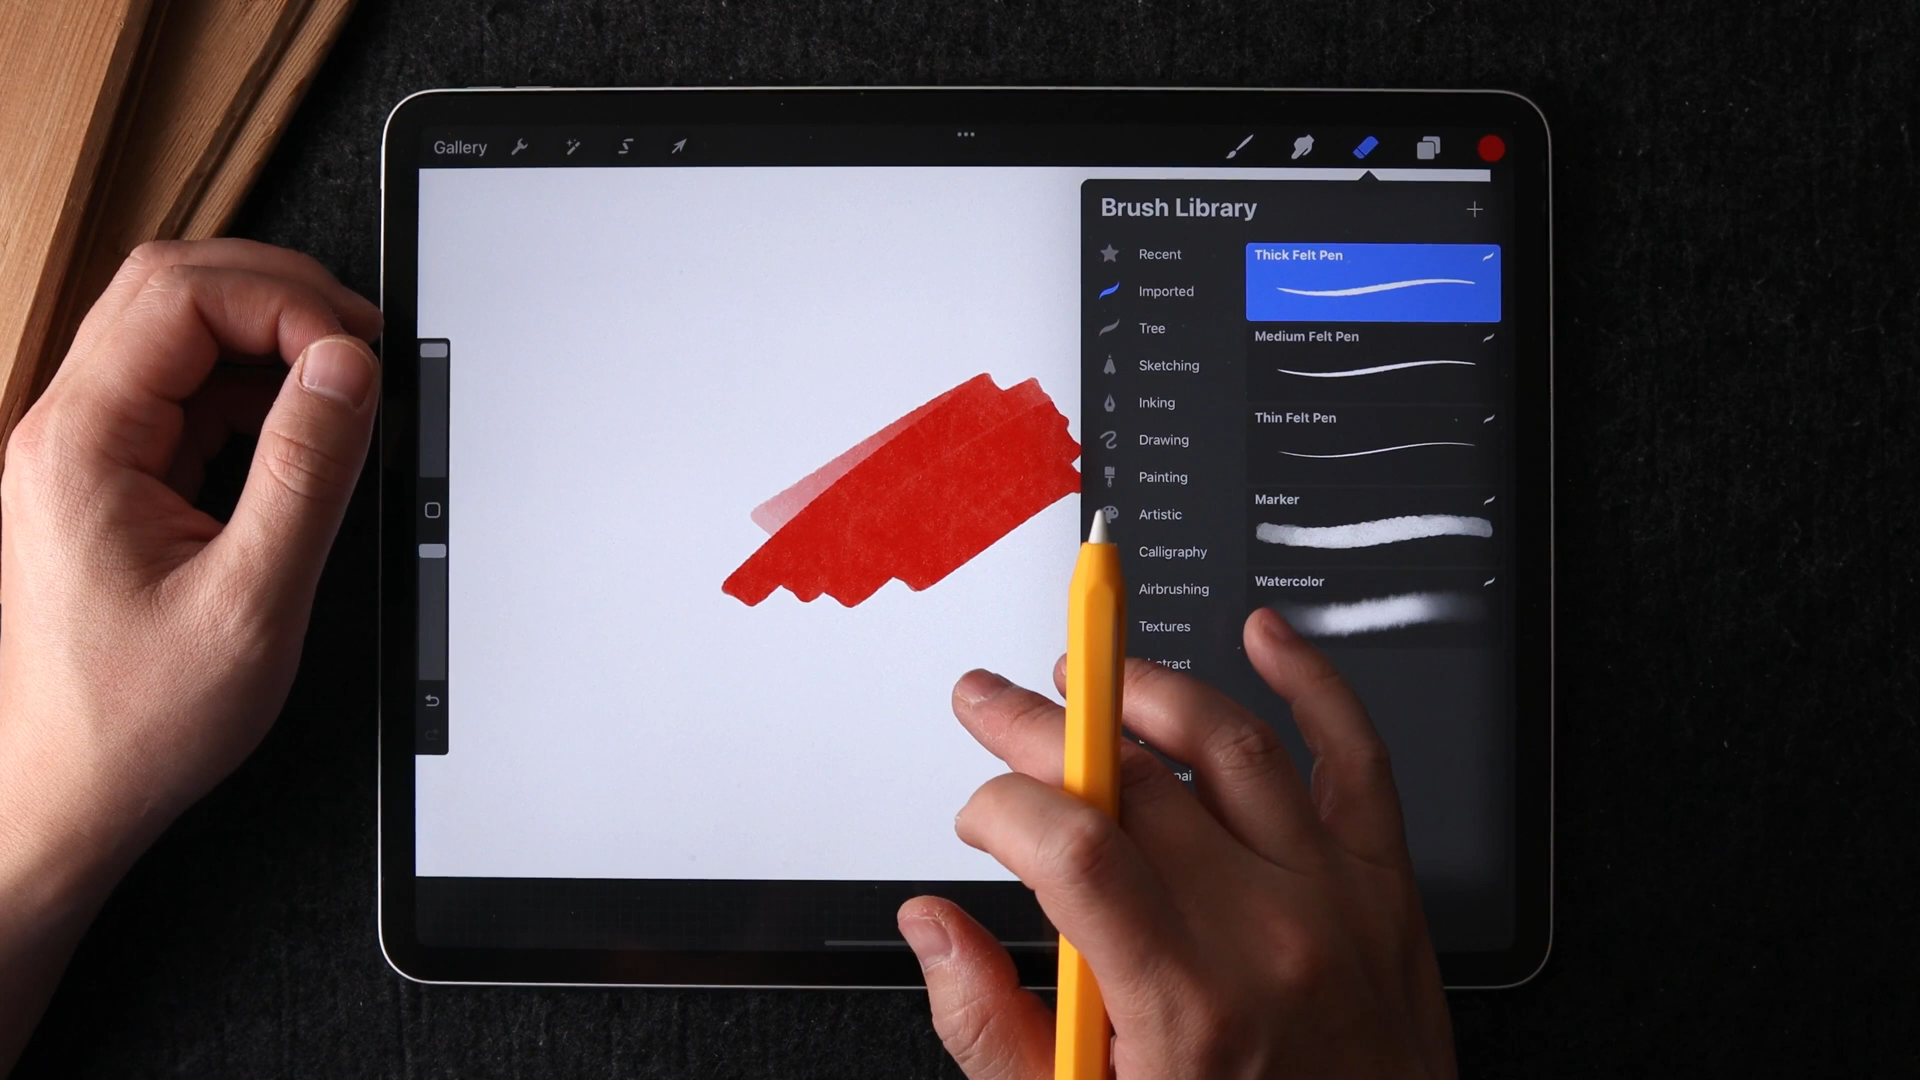 Gallery
Brush Library
Recent
Imported
Tree
Sketching
Inking
Drawing
Painting
Artistic
Calligraphy
Airbrushing
Textures
Thick Felt Pen
Medium Felt Pen
Thin Felt Pen
Marker
Watercolor